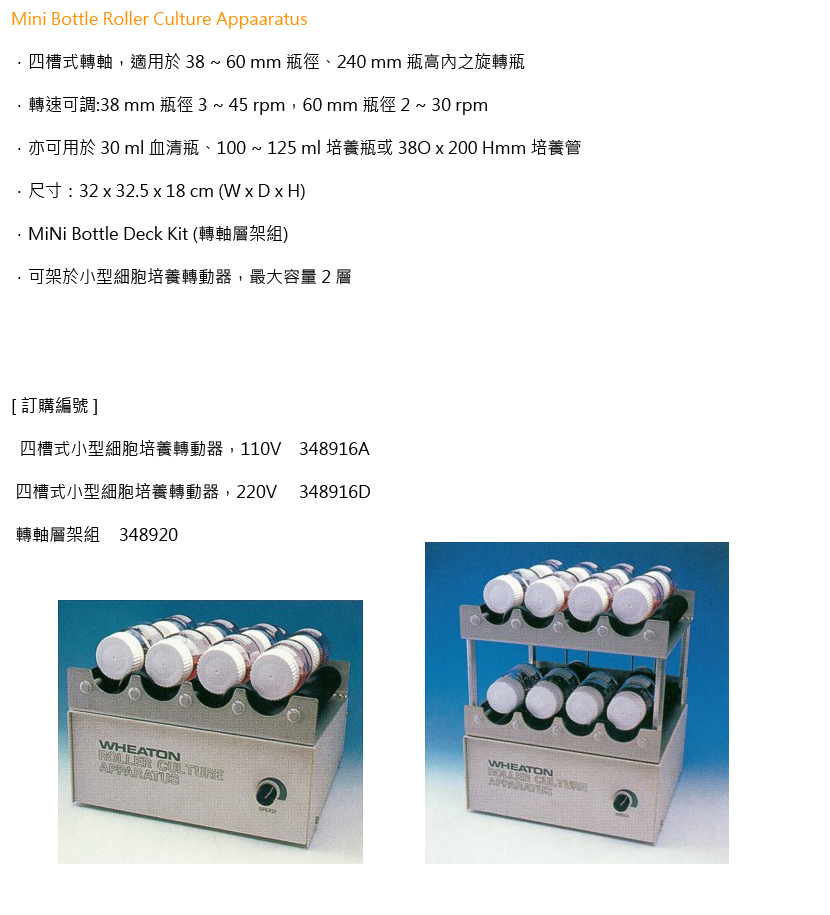 Mini Bottle Roller Culture Appaaratus
．四槽式轉軸，適用於 38 ~ 60 mm 瓶徑、240 mm 瓶高內之旋轉瓶
．轉速可調:38 mm 瓶徑 3 ~ 45 rpm，60 mm 瓶徑 2 ~ 30 rpm
．亦可用於 30 ml 血清瓶、100 ~ 125 ml 培養瓶或 38O x 200 Hmm 培養管
．尺寸：32 x 32.5 x 18 cm (W x D x H)
．MiNi Bottle Deck Kit (轉軸層架組)
．可架於小型細胞培養轉動器，最大容量 2 層
[ 訂購編號 ]
四槽式小型細胞培養轉動器，110V 348916A
四槽式小型細胞培養轉動器，220V 348916D
轉軸層架組 348920
WHEATON
ROLLER CULTURE
APPARATUS
SPEED
WHEATON
ROLLER CULTURE
APPARATUS
SPEED